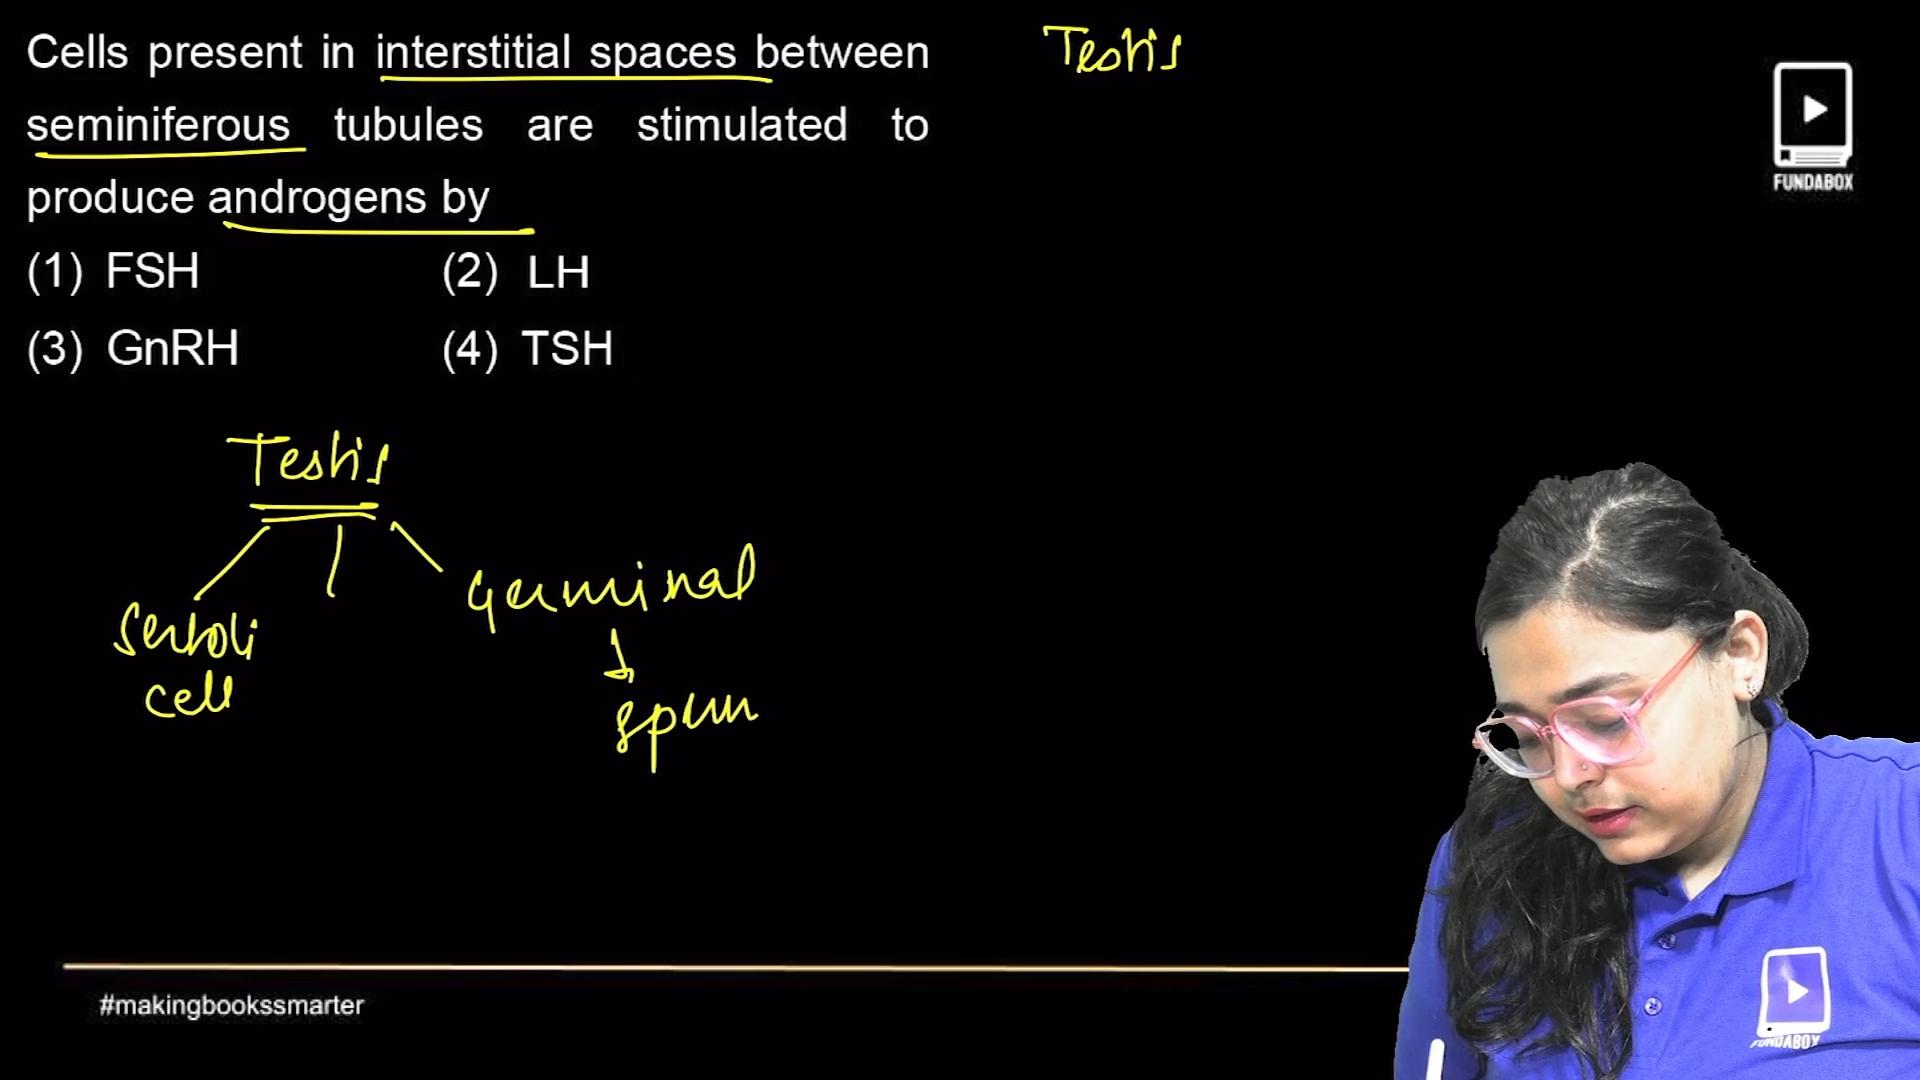 Cells present in interstitial spaces between
seminiferous tubules are stimulated to
produce androgens by
(1) FSH (2) LH
(3) GnRH (4) TSH
Testis
FUNDABOX
Testis
Sertoli
cell
Germinal
sperm
#makingbookssmarter
FUNDABOX